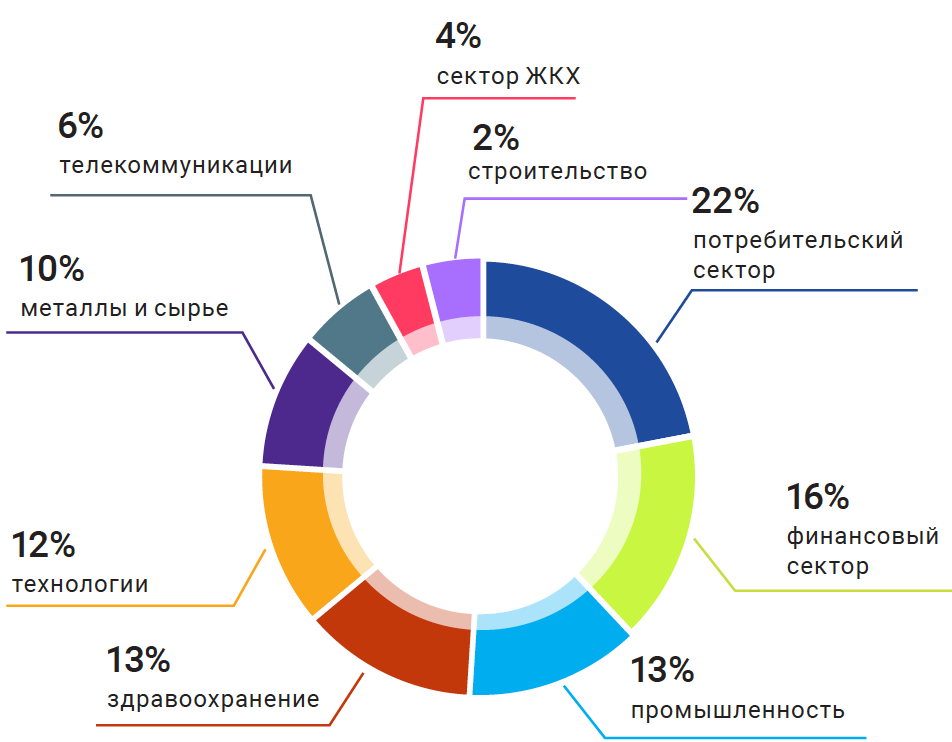 4%
сектор ЖКХ
2%
строительство
22%
потребительский
сектор
16%
финансовый
сектор
13%
промышленность
13%
здравоохранение
12%
технологии
10%
металлы и сырье
6%
телекоммуникации